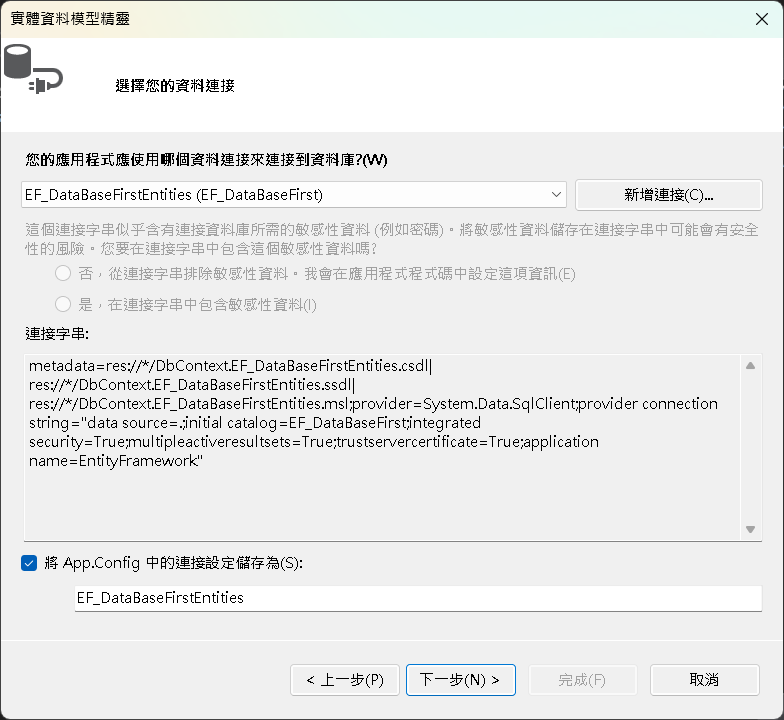 實體資料模型精靈
選擇您的資料連接
您的應用程式應使用哪個資料連接來連接到資料庫?(W)
EF_DataBaseFirstEntities (EF_DataBaseFirst)
新增連接(C)...
這個連接字串似乎含有連接資料庫所需的敏感性資料 (例如密碼)。將敏感性資料儲存在連接字串中可能會有安全
性的風險。您要在連接字串中包含這個敏感性資料嗎?
否，從連接字串排除敏感性資料。我會在應用程式程式碼中設定這項資訊(E)
是，在連接字串中包含敏感性資料(I)
連接字串:
metadata=res://*/DbContext.EF_DataBaseFirstEntities.csdl|
res://*/DbContext.EF_DataBaseFirstEntities.ssdl|
res://*/DbContext.EF_DataBaseFirstEntities.msl;provider=System.Data.SqlClient;provider connection
string="data source=.;initial catalog=EF_DataBaseFirst;integrated
security=True;multipleactiveresultsets=True;trustservercertificate=True;application
name=EntityFramework"
將 App.Config 中的連接設定儲存為(S):
EF_DataBaseFirstEntities
< 上一步(P)
下一步(N) >
完成(F)
取消